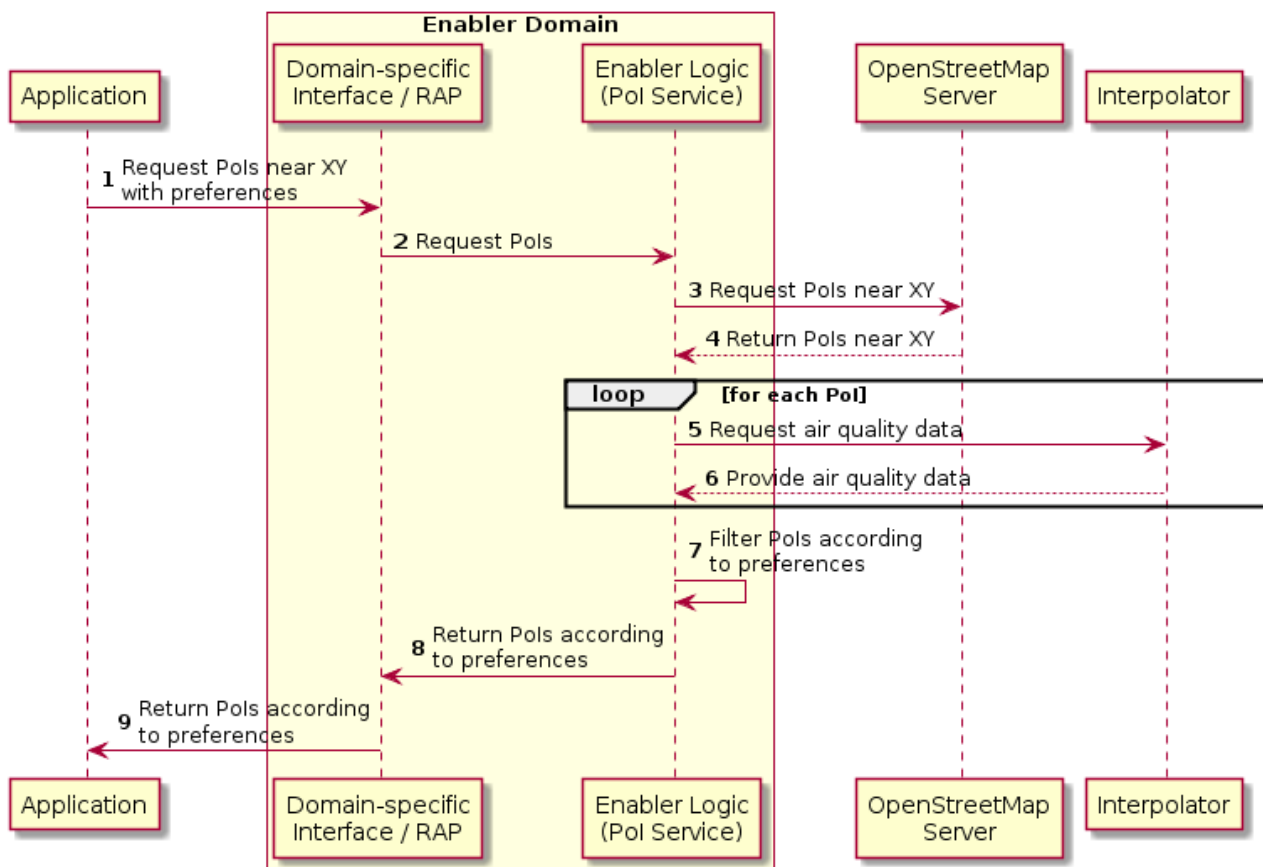 Enabler Domain
Application
Domain-specific
Interface / RAP
Enabler Logic
(PoI Service)
OpenStreetMap
Server
Interpolator
1 Request PoIs near XY
with preferences
2 Request PoIs
3 Request PoIs near XY
4 Return PoIs near XY
loop [for each PoI]
5 Request air quality data
6 Provide air quality data
7 Filter PoIs according
to preferences
8 Return PoIs according
to preferences
9 Return PoIs according
to preferences
Application
Domain-specific
Interface / RAP
Enabler Logic
(PoI Service)
OpenStreetMap
Server
Interpolator